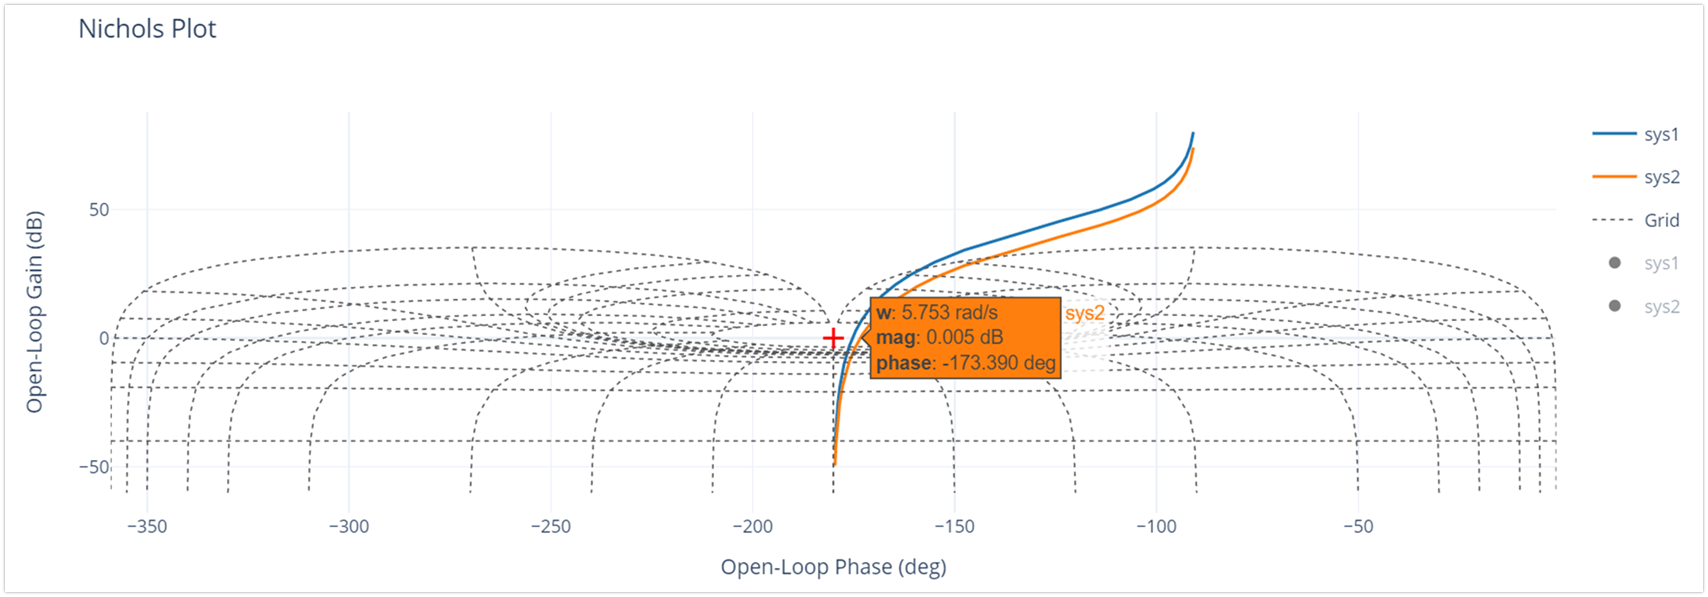 Nichols Plot
sys1
sys2
Grid
sys1
sys2
50
0
−50
Open-Loop Gain (dB)
w: 5.753 rad/s
mag: 0.005 dB
phase: -173.390 deg
sys2
−350
−300
−250
−200
−150
−100
−50
Open-Loop Phase (deg)